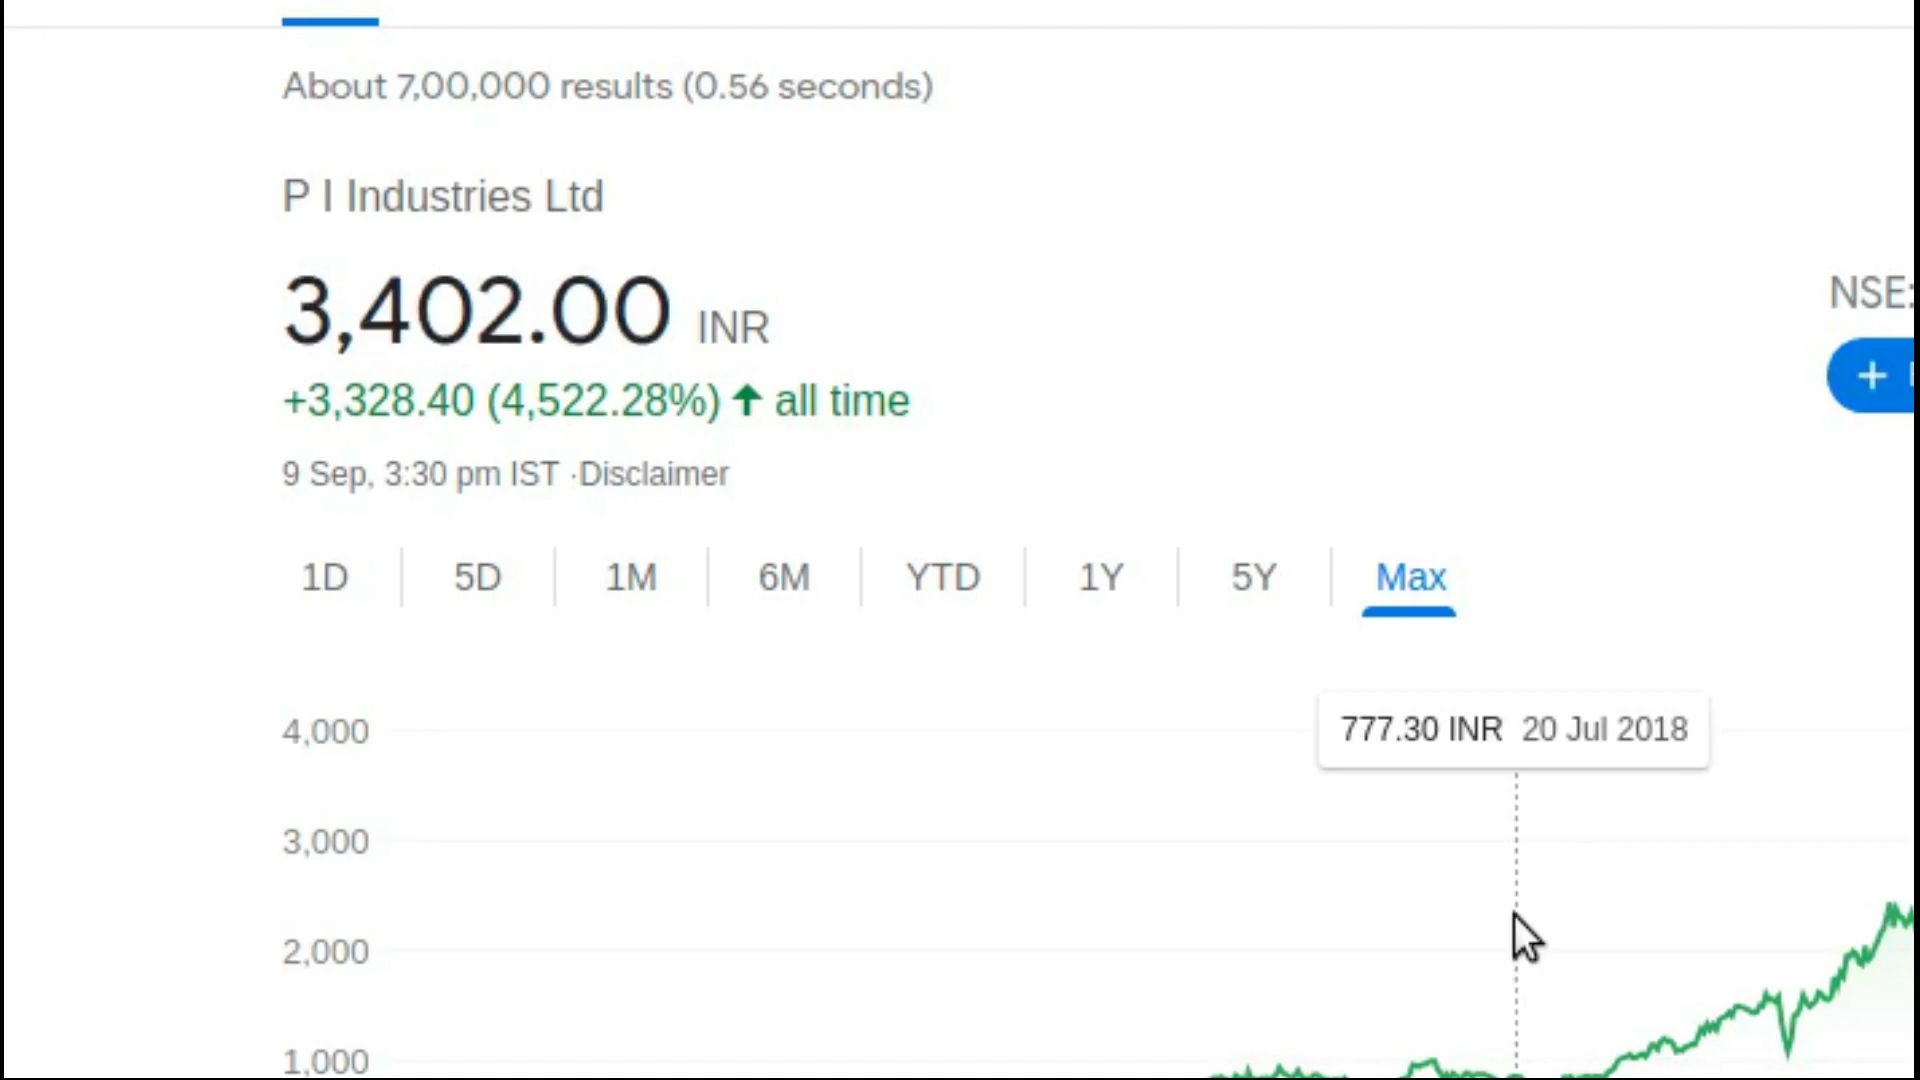 About 7,00,000 results (0.56 seconds)
P I Industries Ltd
3,402.00 INR
NSE:
+3,328.40 (4,522.28%) ↑ all time
+
9 Sep, 3:30 pm IST ·Disclaimer
1D 5D 1M 6M YTD 1Y 5Y Max
777.30 INR 20 Jul 2018
4,000
3,000
2,000
1,000